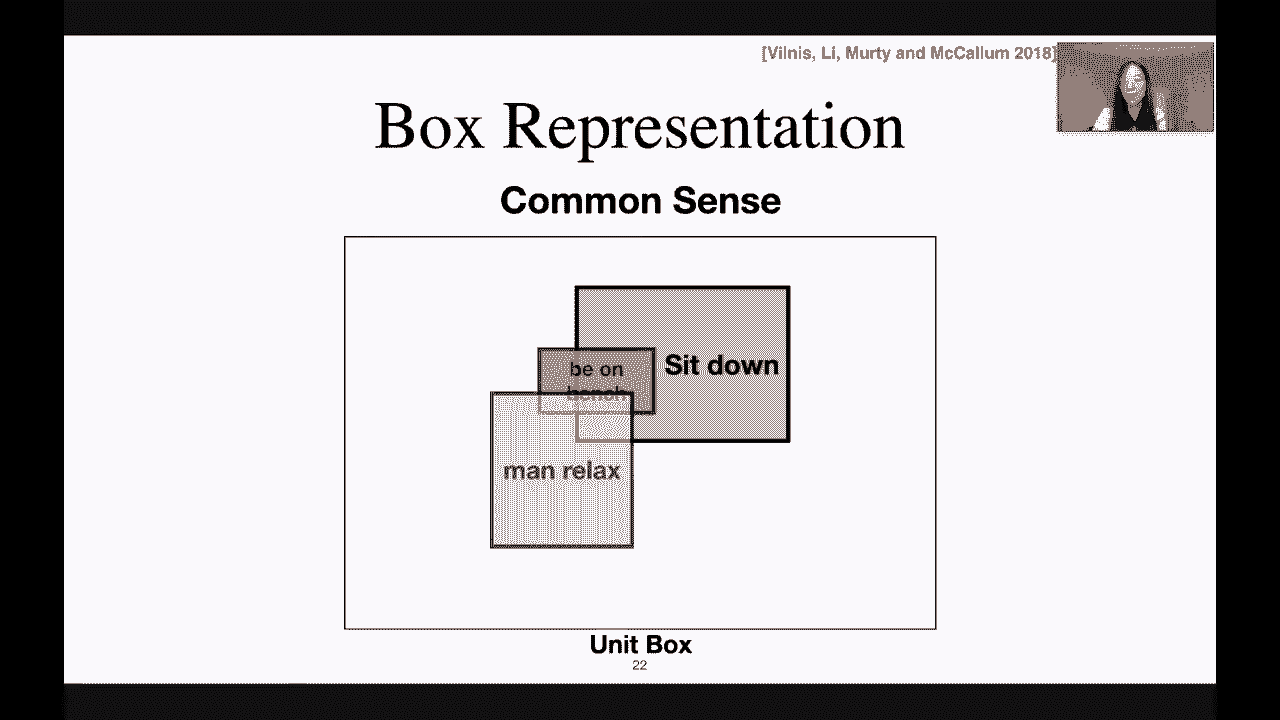 [Vilnis, Li, Murty and McCallum 2018]
Box Representation
Common Sense
be on
bench
Sit down
man relax
Unit Box
22